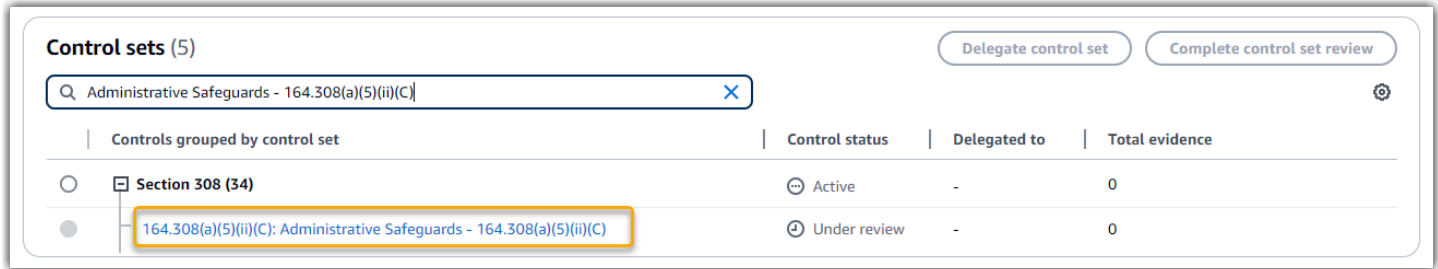 Control sets (5)
Delegate control set
Complete control set review
Administrative Safeguards - 164.308(a)(5)(ii)(C)
Controls grouped by control set
Control status
Delegated to
Total evidence
Section 308 (34)
Active
-
0
164.308(a)(5)(ii)(C): Administrative Safeguards - 164.308(a)(5)(ii)(C)
Under review
-
0